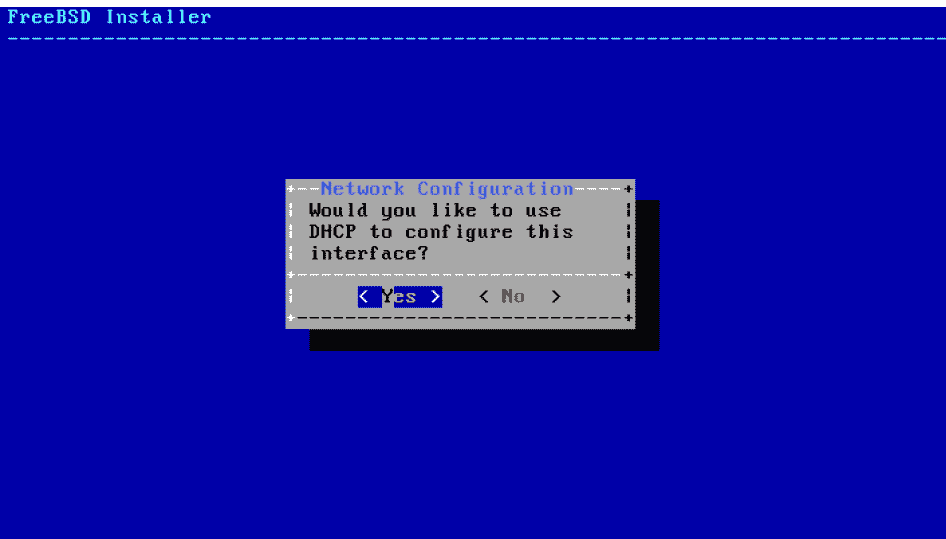 FreeBSD Installer
Network Configuration
Would you like to use
DHCP to configure this
interface?
< Yes > < No >